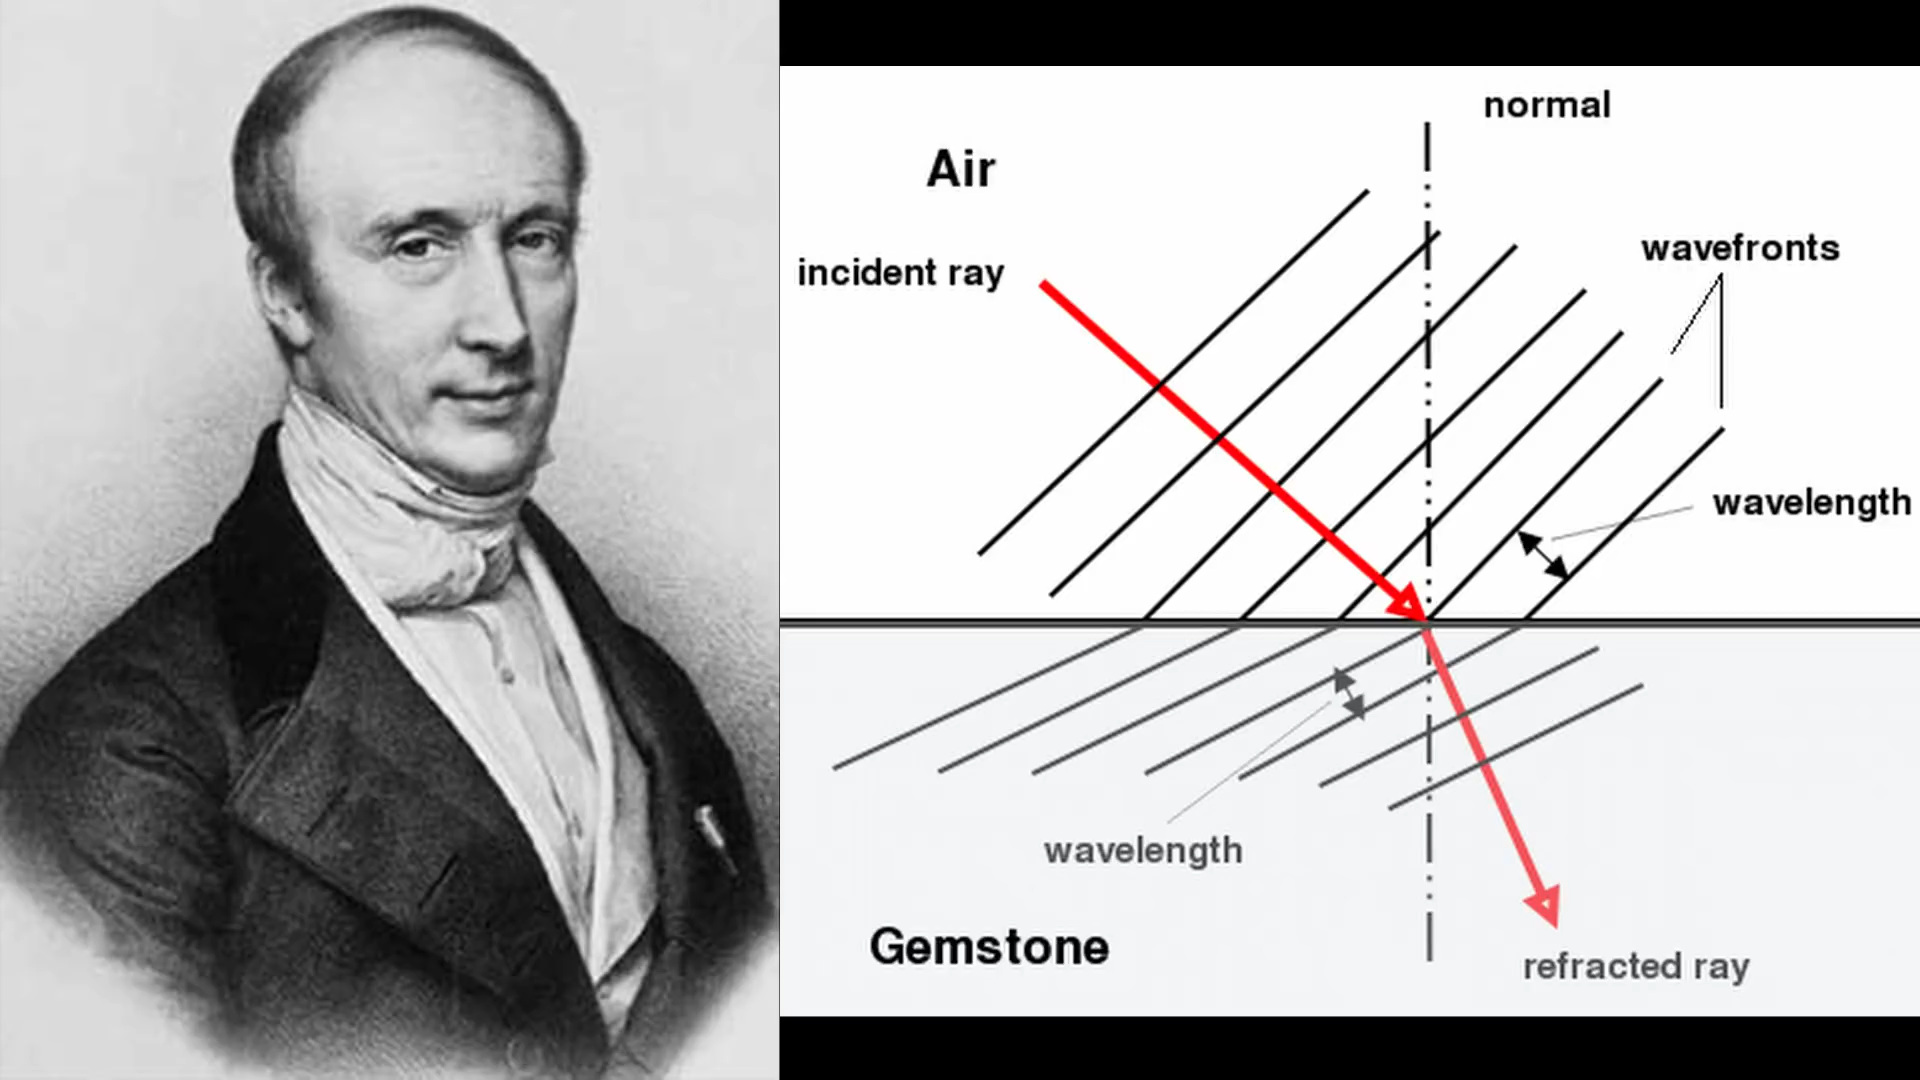 normal
Air
wavefronts
incident ray
wavelength
wavelength
Gemstone
refracted ray